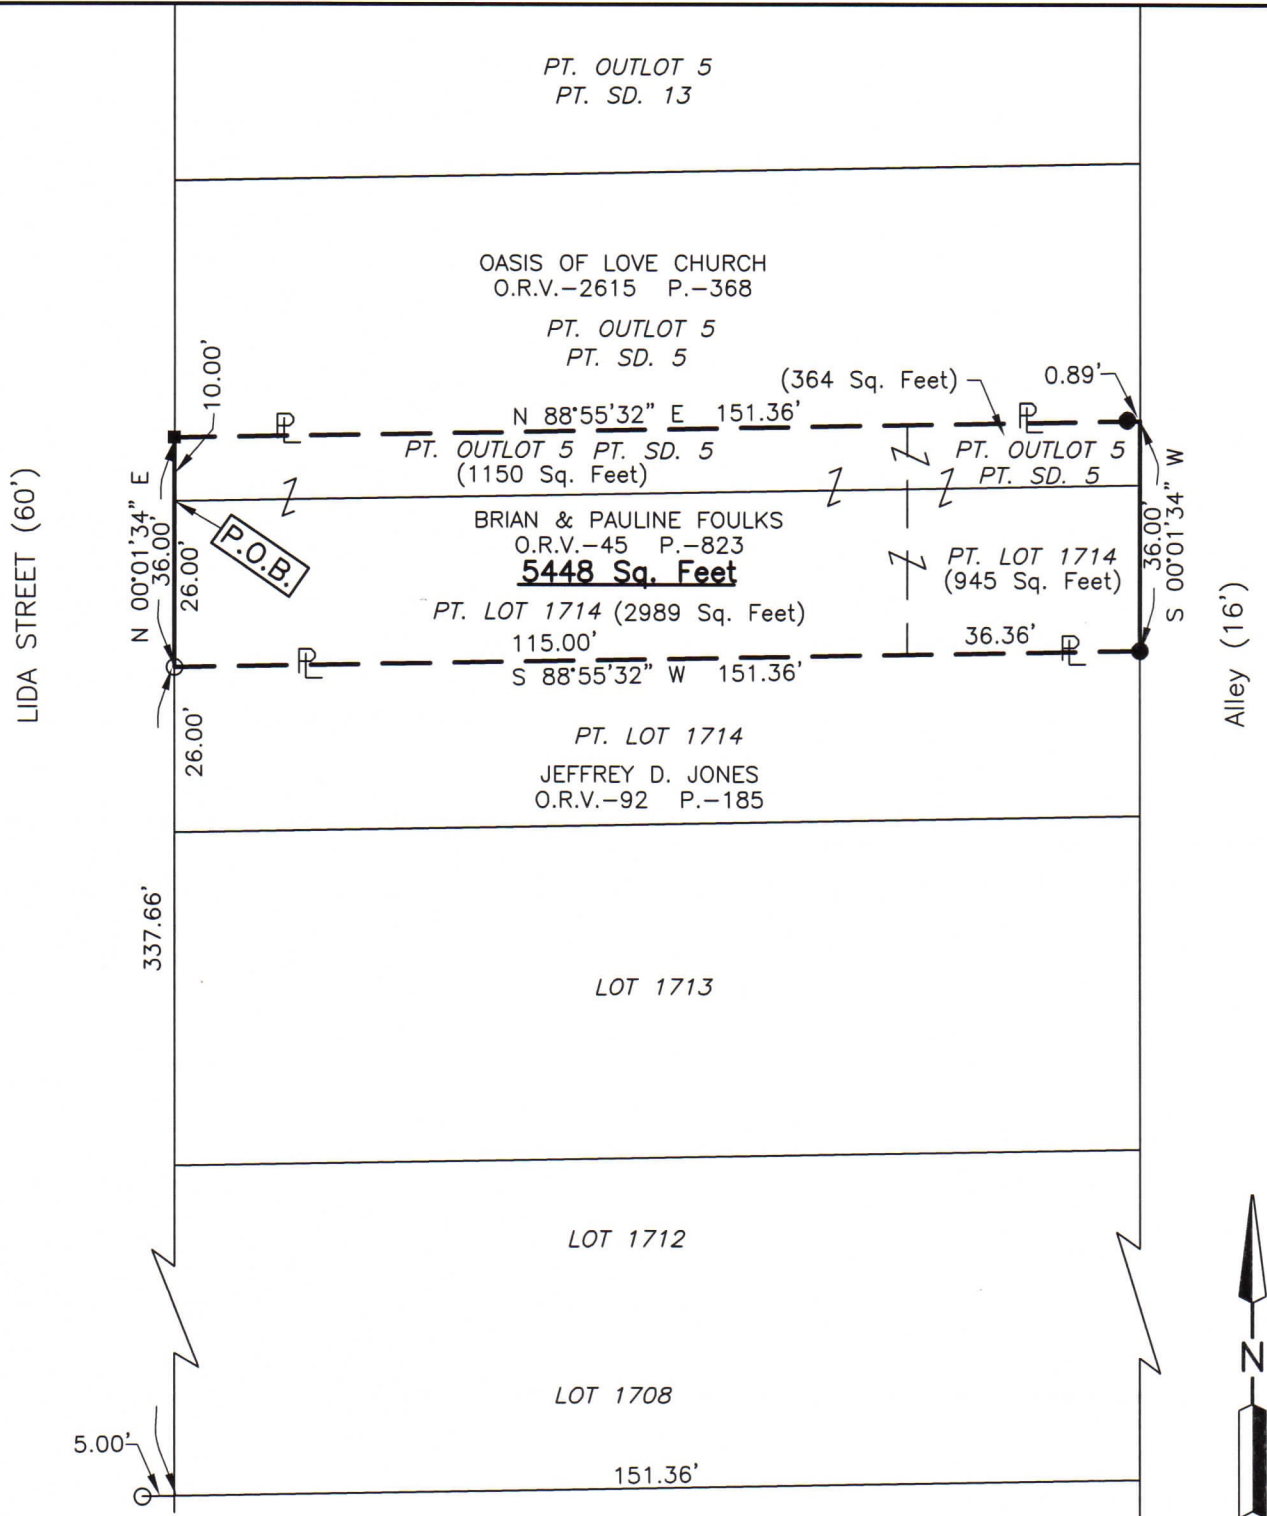 PT. OUTLOT 5
PT. SD. 13
OASIS OF LOVE CHURCH
O.R.V.-2615 P.-368
PT. OUTLOT 5
PT. SD. 5
(364 Sq. Feet)
0.89'
10.00'
N 88°55'32" E 151.36'
PL
PL
PT. OUTLOT 5 PT. SD. 5
(1150 Sq. Feet)
PT. OUTLOT 5
PT. SD. 5
LIDA STREET (60')
N 00°01'34" E
36.00'
26.00'
P.O.B.
BRIAN & PAULINE FOULKS
O.R.V.-45 P.-823
5448 Sq. Feet
PT. LOT 1714 (2989 Sq. Feet)
PT. LOT 1714
(945 Sq. Feet)
36.00'
S 00°01'34" W
Alley (16')
115.00'
36.36'
PL
PL
S 88°55'32" W 151.36'
26.00'
PT. LOT 1714
JEFFREY D. JONES
O.R.V.-92 P.-185
337.66'
LOT 1713
LOT 1712
N
LOT 1708
5.00'
151.36'